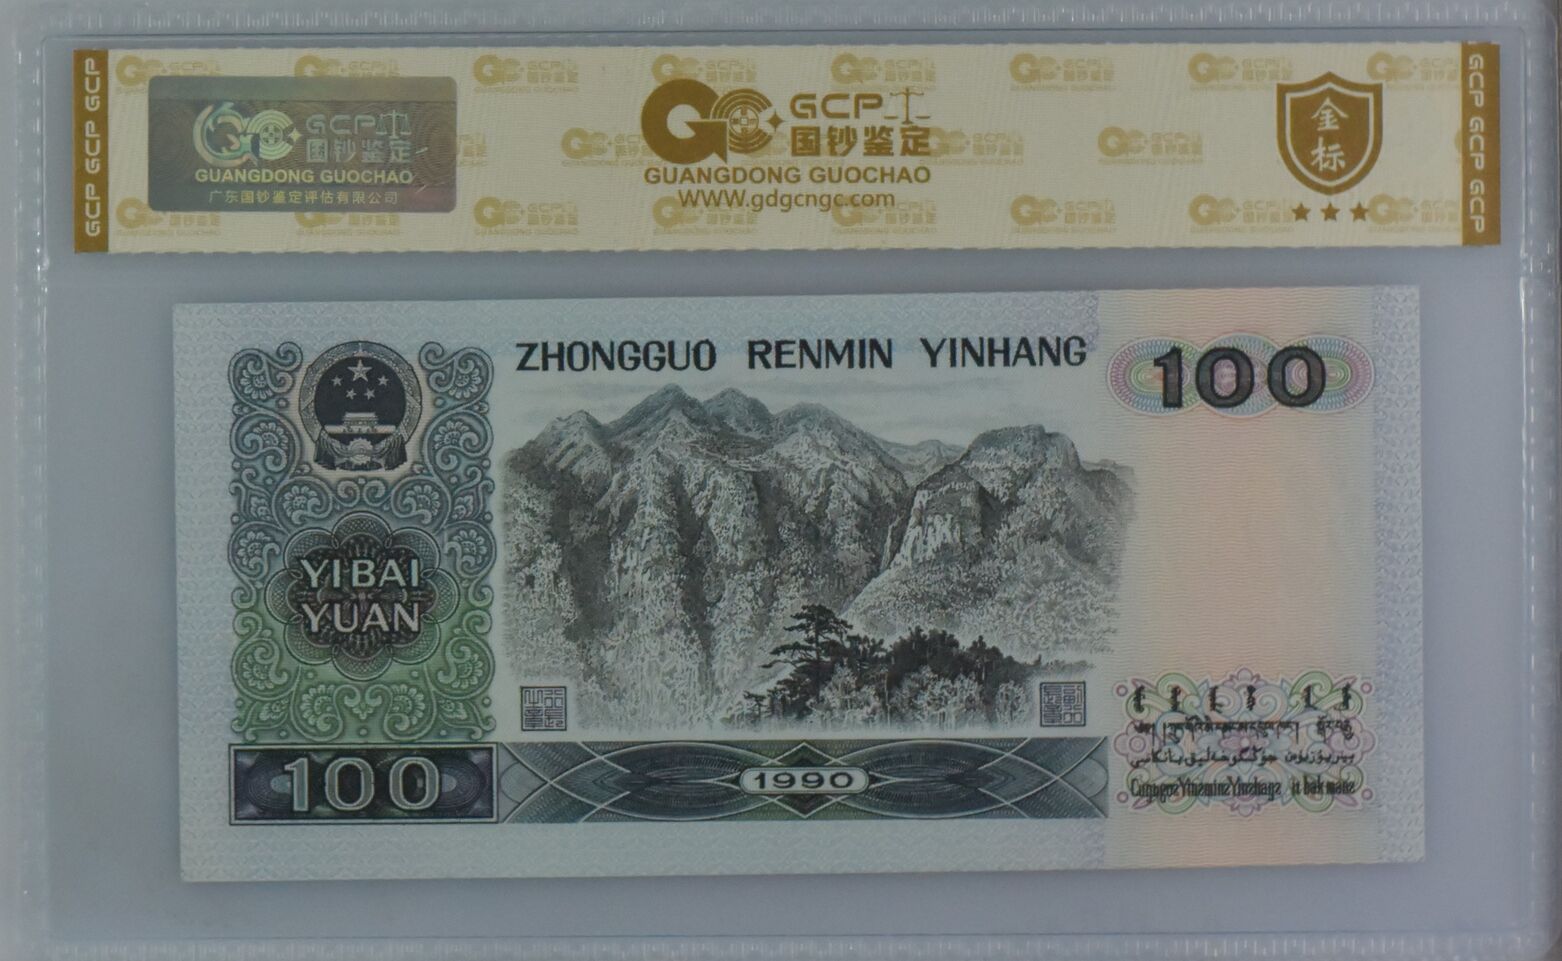 GCP GCP GCP
GCP
国钞鉴定
GUANGDONG GUOCHAO
广东国钞鉴定评估有限公司
GCP
国钞鉴定
GUANGDONG GUOCHAO
WWW.gdgcngc.com
金
标
GCP GCP GCP
ZHONGGUO RENMIN YINHANG
100
YIBAI
YUAN
100
1990